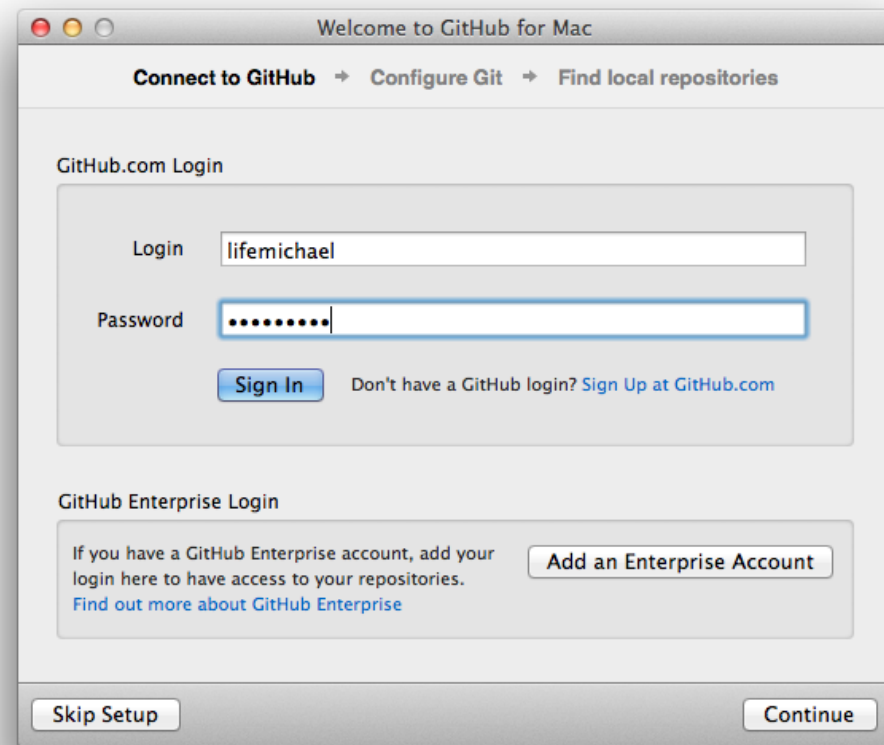 Welcome to GitHub for Mac
Connect to GitHub → Configure Git → Find local repositories
GitHub.com Login
Login lifemichael
Password •••••••••
Sign In Don't have a GitHub login? Sign Up at GitHub.com
GitHub Enterprise Login
If you have a GitHub Enterprise account, add your
login here to have access to your repositories.
Find out more about GitHub Enterprise
Add an Enterprise Account
Skip Setup Continue